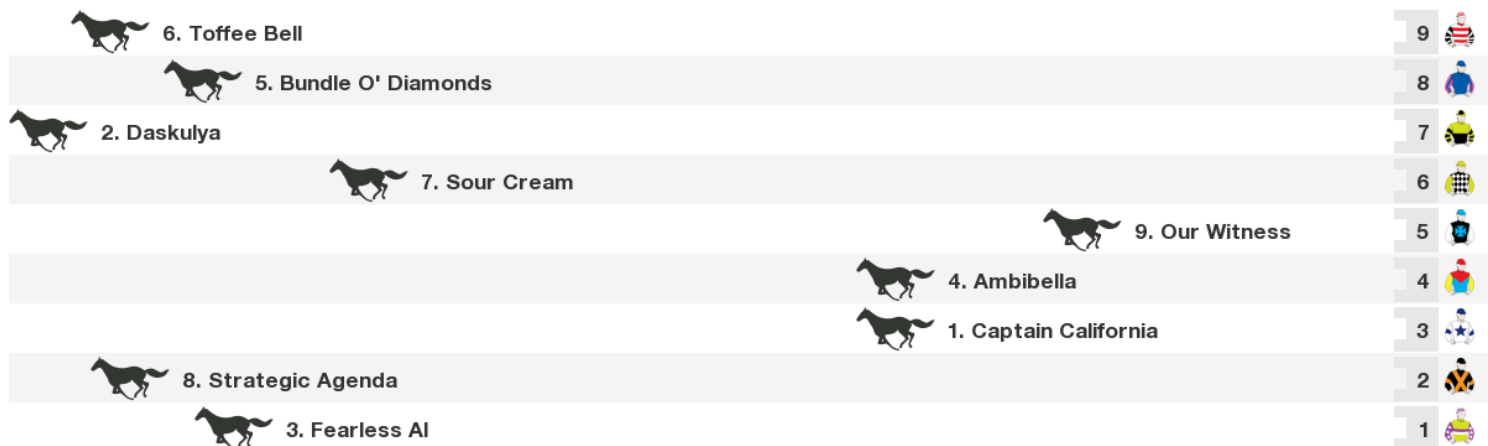 6. Toffee Bell 9
5. Bundle O' Diamonds 8
2. Daskulya 7
7. Sour Cream 6
9. Our Witness 5
4. Ambibella 4
1. Captain California 3
8. Strategic Agenda 2
3. Fearless Al 1